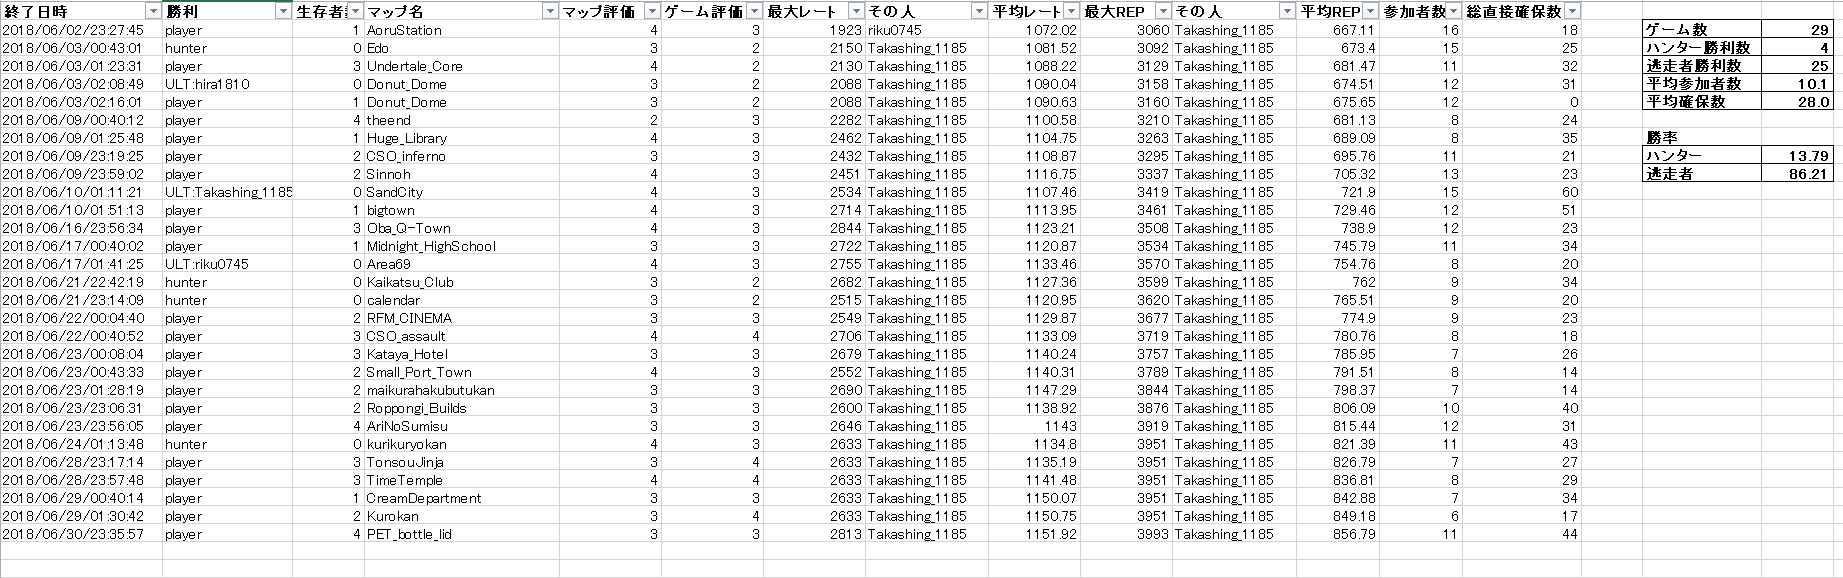 終了日時 勝利 生存者 マップ名 マップ評価 ゲーム評価 最大レート その人 平均レート 最大REP その人 平均REP 参加者数 総直接確保数
2018/06/02/23:27:45 player 1 AoruStation 4 3 1923 riku0745 1072.02 3060 Takashing_1185 667.11 16 18 ゲーム数 29
2018/06/03/00:43:01 hunter 0 Edo 3 2 2150 Takashing_1185 1081.52 3092 Takashing_1185 673.4 15 25 ハンター勝利数 4
2018/06/03/01:23:31 player 3 Undertale_Core 4 2 2130 Takashing_1185 1088.22 3129 Takashing_1185 681.47 11 32 逃走者勝利数 25
2018/06/03/02:08:49 ULT:hira1810 0 Donut_Dome 3 2 2088 Takashing_1185 1090.04 3158 Takashing_1185 674.51 12 31 平均参加者数 10.1
2018/06/03/02:16:01 player 1 Donut_Dome 3 2 2088 Takashing_1185 1090.63 3160 Takashing_1185 675.65 12 0 平均確保数 28.0
2018/06/09/00:40:12 player 4 theend 2 3 2282 Takashing_1185 1100.58 3210 Takashing_1185 681.13 8 24
2018/06/09/01:25:48 player 1 Huge_Library 4 3 2462 Takashing_1185 1104.75 3263 Takashing_1185 689.09 8 35 勝率
2018/06/09/23:19:25 player 2 CSO_inferno 3 3 2432 Takashing_1185 1108.87 3295 Takashing_1185 695.76 11 21 ハンター 13.79
2018/06/09/23:59:02 player 2 Sinnoh 4 3 2451 Takashing_1185 1116.75 3337 Takashing_1185 705.32 13 23 逃走者 86.21
2018/06/10/01:11:21 ULT:Takashing_1185 0 SandCity 4 3 2534 Takashing_1185 1107.46 3419 Takashing_1185 721.9 15 60
2018/06/10/01:51:13 player 1 bigtown 4 3 2714 Takashing_1185 1113.95 3461 Takashing_1185 729.46 12 51
2018/06/16/23:56:34 player 3 Oba_Q-Town 4 3 2844 Takashing_1185 1123.21 3508 Takashing_1185 738.9 12 23
2018/06/17/00:40:02 player 1 Midnight_HighSchool 3 3 2722 Takashing_1185 1120.87 3534 Takashing_1185 745.79 11 34
2018/06/17/01:41:25 ULT:riku0745 0 Area69 4 3 2755 Takashing_1185 1133.46 3570 Takashing_1185 754.76 8 20
2018/06/21/22:42:19 hunter 0 Kaikatsu_Club 3 2 2682 Takashing_1185 1127.36 3599 Takashing_1185 762 9 34
2018/06/21/23:14:09 hunter 0 calendar 3 2 2515 Takashing_1185 1120.95 3620 Takashing_1185 765.51 9 20
2018/06/22/00:04:40 player 2 RFM_CINEMA 3 3 2549 Takashing_1185 1129.87 3677 Takashing_1185 774.9 9 23
2018/06/22/00:40:52 player 3 CSO_assault 4 4 2706 Takashing_1185 1133.09 3719 Takashing_1185 780.76 8 18
2018/06/23/00:08:04 player 3 Kataya_Hotel 3 3 2679 Takashing_1185 1140.24 3757 Takashing_1185 785.95 7 26
2018/06/23/00:43:33 player 2 Small_Port_Town 4 3 2552 Takashing_1185 1140.31 3789 Takashing_1185 791.51 8 14
2018/06/23/01:28:19 player 2 maikurahakubutukan 3 3 2690 Takashing_1185 1147.29 3844 Takashing_1185 798.37 7 14
2018/06/23/23:06:31 player 2 Roppongi_Builds 3 3 2600 Takashing_1185 1138.92 3876 Takashing_1185 806.09 10 40
2018/06/23/23:56:05 player 4 AriNoSumisu 3 3 2646 Takashing_1185 1143 3919 Takashing_1185 815.44 12 31
2018/06/24/01:13:48 hunter 0 kurikuryokan 4 3 2633 Takashing_1185 1134.8 3951 Takashing_1185 821.39 11 43
2018/06/28/23:17:14 player 3 TonsouJinja 3 4 2633 Takashing_1185 1135.19 3951 Takashing_1185 826.79 7 27
2018/06/28/23:57:48 player 3 TimeTemple 4 4 2633 Takashing_1185 1141.48 3951 Takashing_1185 836.81 8 29
2018/06/29/00:40:14 player 1 CreamDepartment 3 3 2633 Takashing_1185 1150.07 3951 Takashing_1185 842.88 7 34
2018/06/29/01:30:42 player 2 Kurokan 3 4 2633 Takashing_1185 1150.75 3951 Takashing_1185 849.18 6 17
2018/06/30/23:35:57 player 4 PET_bottle_lid 3 3 2813 Takashing_1185 1151.92 3993 Takashing_1185 856.79 11 44